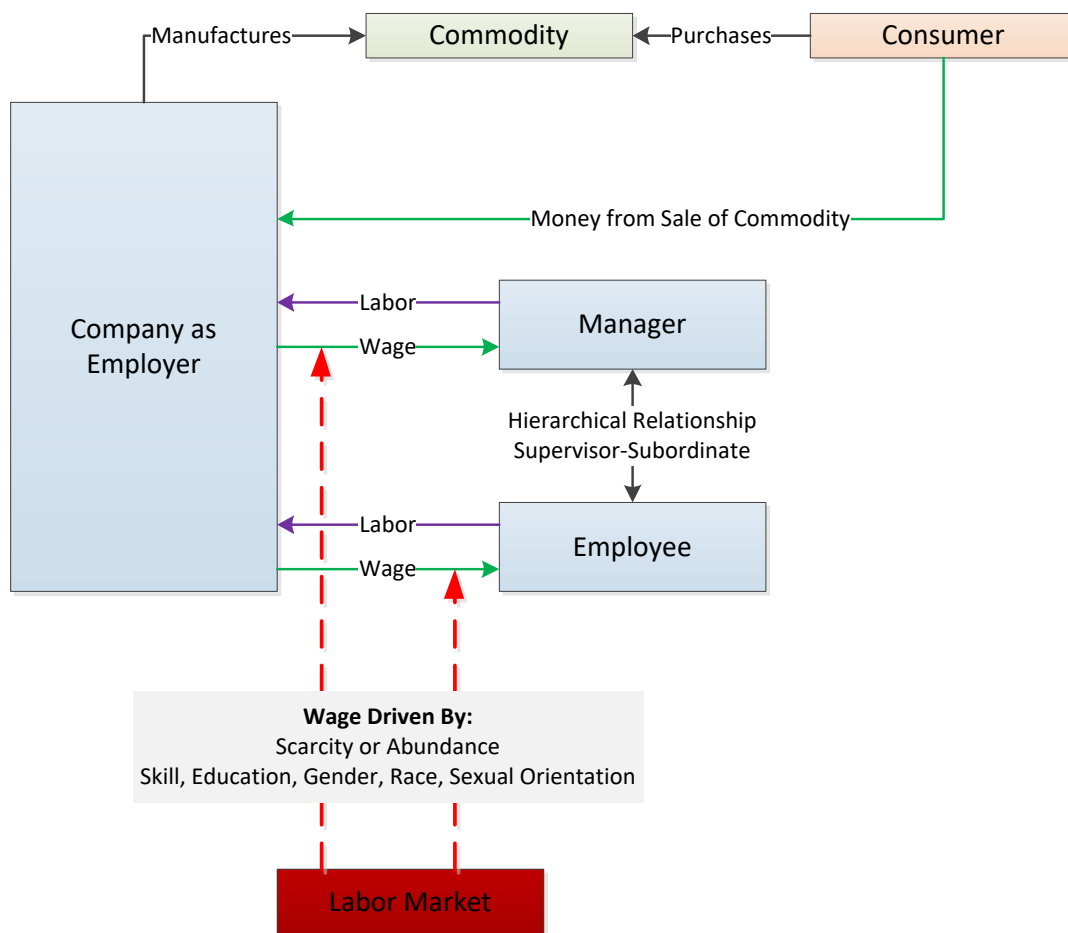 Manufactures
Commodity
Purchases
Consumer
Money from Sale of Commodity
Company as
Employer
Labor
Wage
Manager
Hierarchical Relationship
Supervisor-Subordinate
Labor
Wage
Employee
Wage Driven By:
Scarcity or Abundance
Skill, Education, Gender, Race, Sexual Orientation
Labor Market